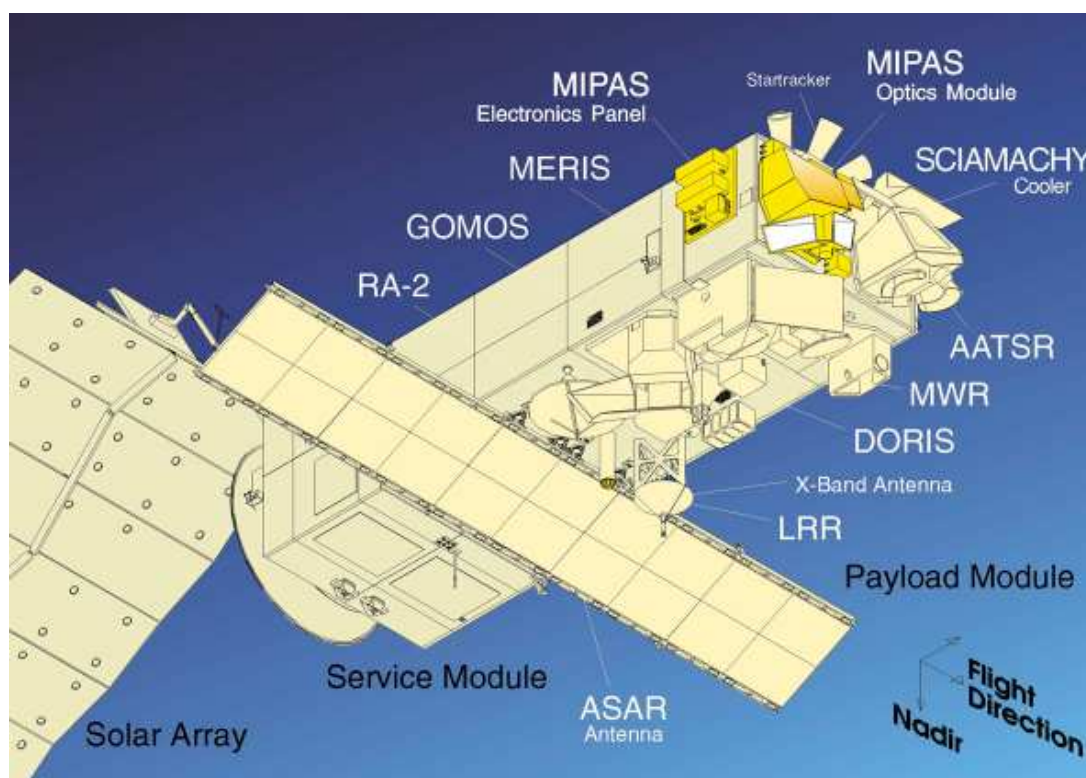 MIPAS
Electronics Panel
Startracker
MIPAS
Optics Module
MERIS
SCIAMACHY
Cooler
GOMOS
RA-2
AATSR
MWR
DORIS
X-Band Antenna
LRR
Payload Module
Service Module
Flight
Direction
Nadir
ASAR
Antenna
Solar Array